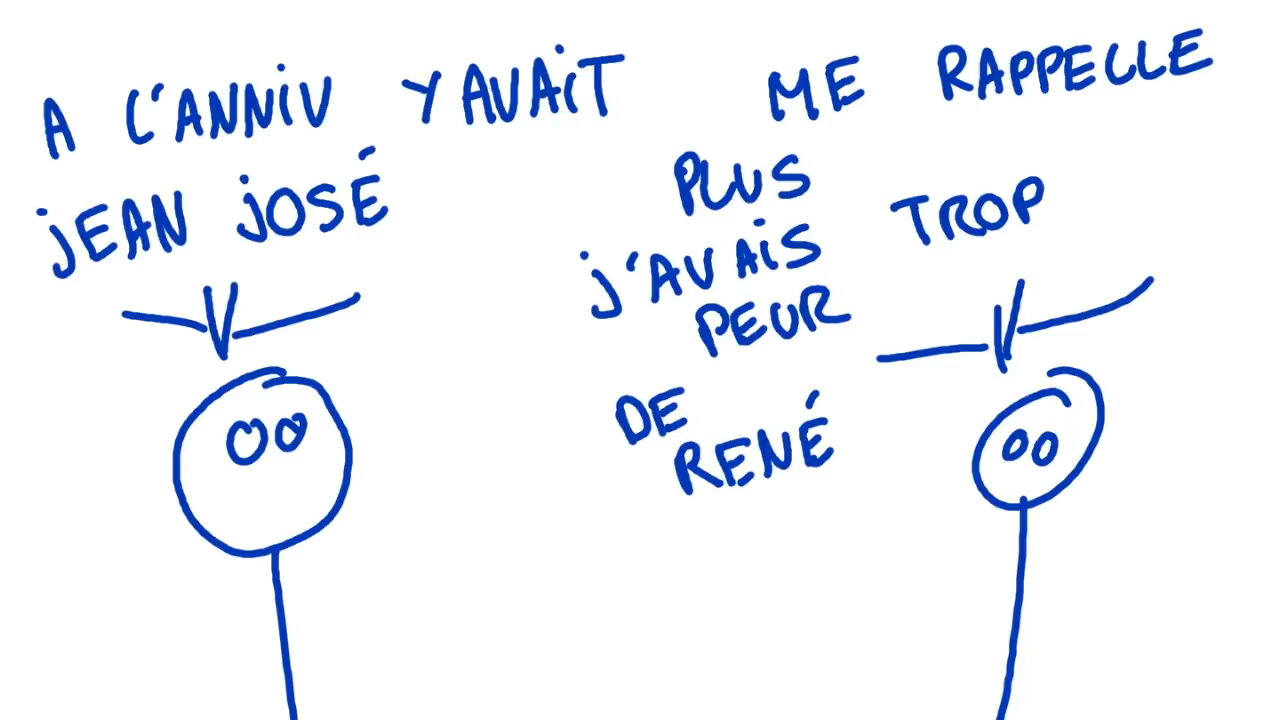 A L'ANNIV Y AVAIT
JEAN JOSÉ
ME RAPPELLE
PLUS
J'AVAIS TROP
PEUR
DE
RENÉ